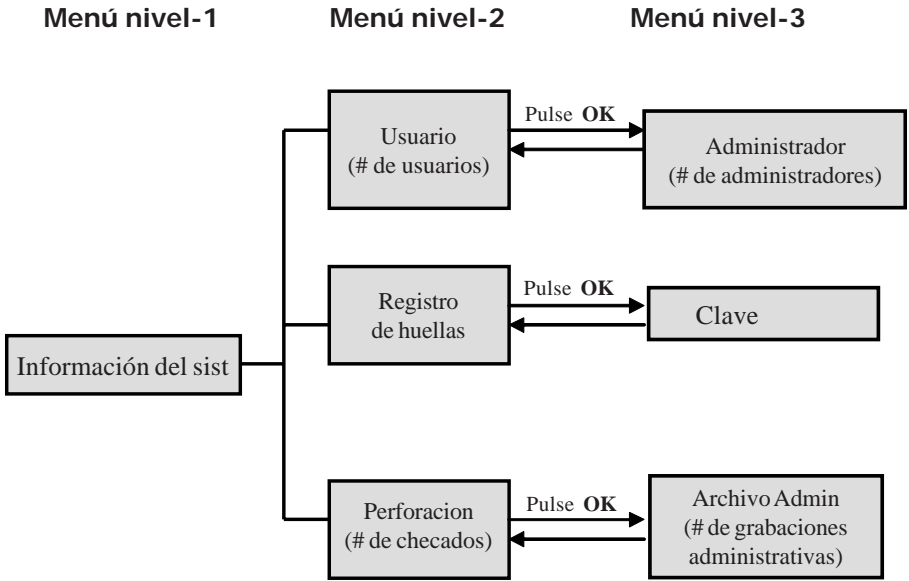 Menú nivel-1
Menú nivel-2
Menú nivel-3
Usuario
(# de usuarios)
Pulse OK
Administrador
(# de administradores)
Registro
de huellas
Pulse OK
Clave
Información del sist
Perforacion
(# de checados)
Pulse OK
Archivo Admin
(# de grabaciones
administrativas)